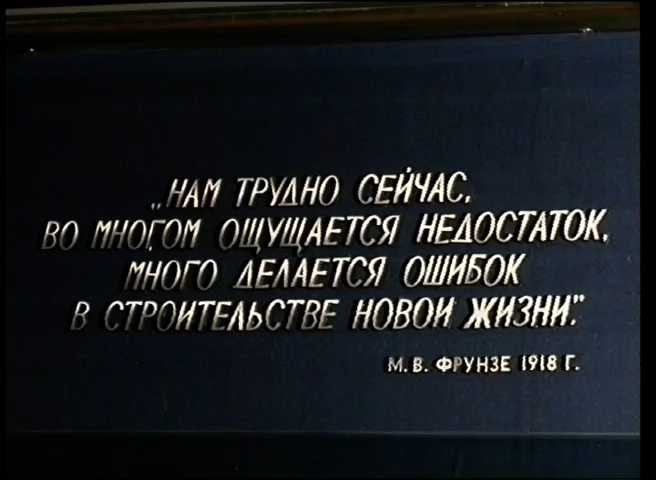 „НАМ ТРУДНО СЕЙЧАС,
ВО МНОГОМ ОЩУЩАЕТСЯ НЕДОСТАТОК,
МНОГО ДЕЛАЕТСЯ ОШИБОК
В СТРОИТЕЛЬСТВЕ НОВОЙ ЖИЗНИ."
М. В. ФРУНЗЕ 1918 Г.